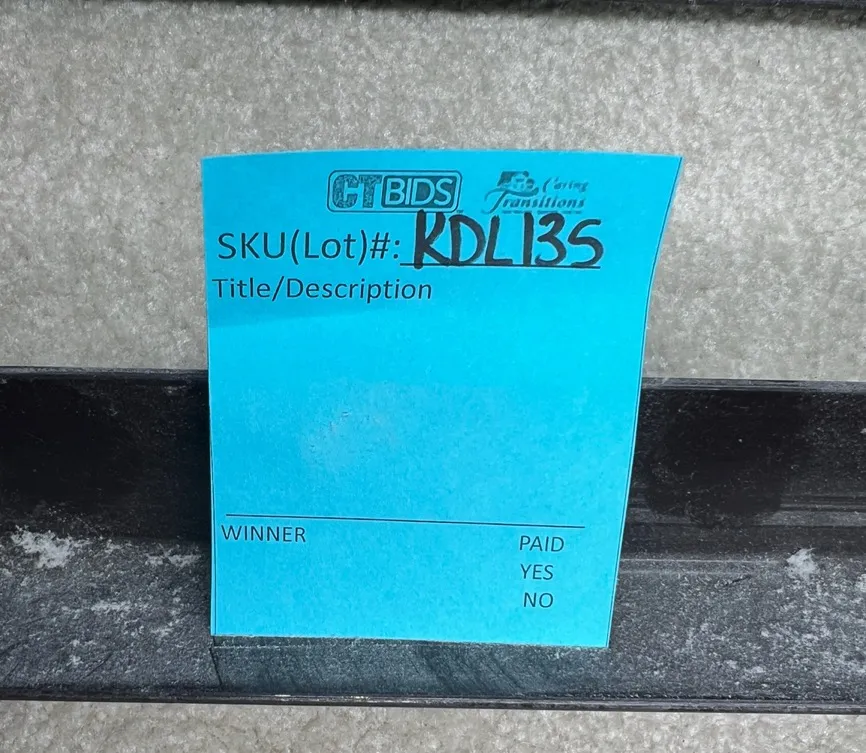 CTBIDS Caring
Transitions
SKU(Lot)#: KDL135
Title/Description
WINNER
PAID
YES
NO